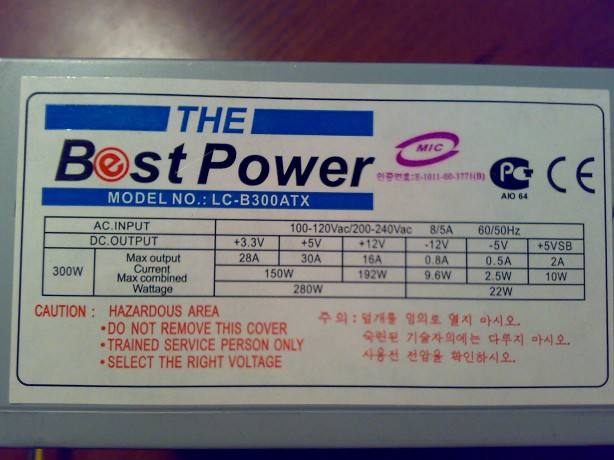 THE
Best Power
MODEL NO.: LC-B300ATX
MIC
인증번호:E-1011-00-3771(B)
PC
АЮ 64
CE
AC.INPUT 100-120Vac/200-240Vac 8/5A 60/50Hz
DC.OUTPUT +3.3V +5V +12V -12V -5V +5VSB
300W Max output Current 28A 30A 16A 0.8A 0.5A 2A
Max combined Wattage 150W 192W 9.6W 2.5W 10W
280W 22W
CAUTION : HAZARDOUS AREA
•DO NOT REMOVE THIS COVER
•TRAINED SERVICE PERSON ONLY
•SELECT THE RIGHT VOLTAGE
주 의 : 덮개를 임의로 열지 마시오.
숙련된 기술자외에는 다루지 마시오.
사용전 전압을 확인하시오.